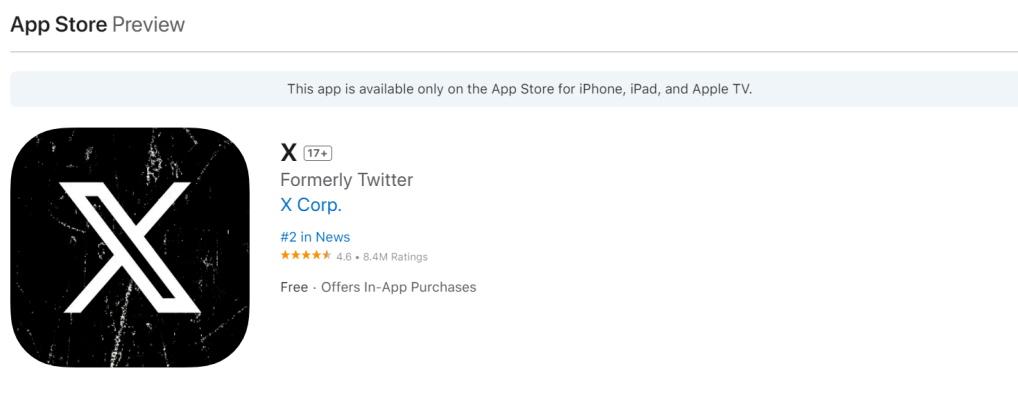 App Store Preview
This app is available only on the App Store for iPhone, iPad, and Apple TV.
X 17+
Formerly Twitter
X Corp.
#2 in News
4.6 • 8.4M Ratings
Free · Offers In-App Purchases